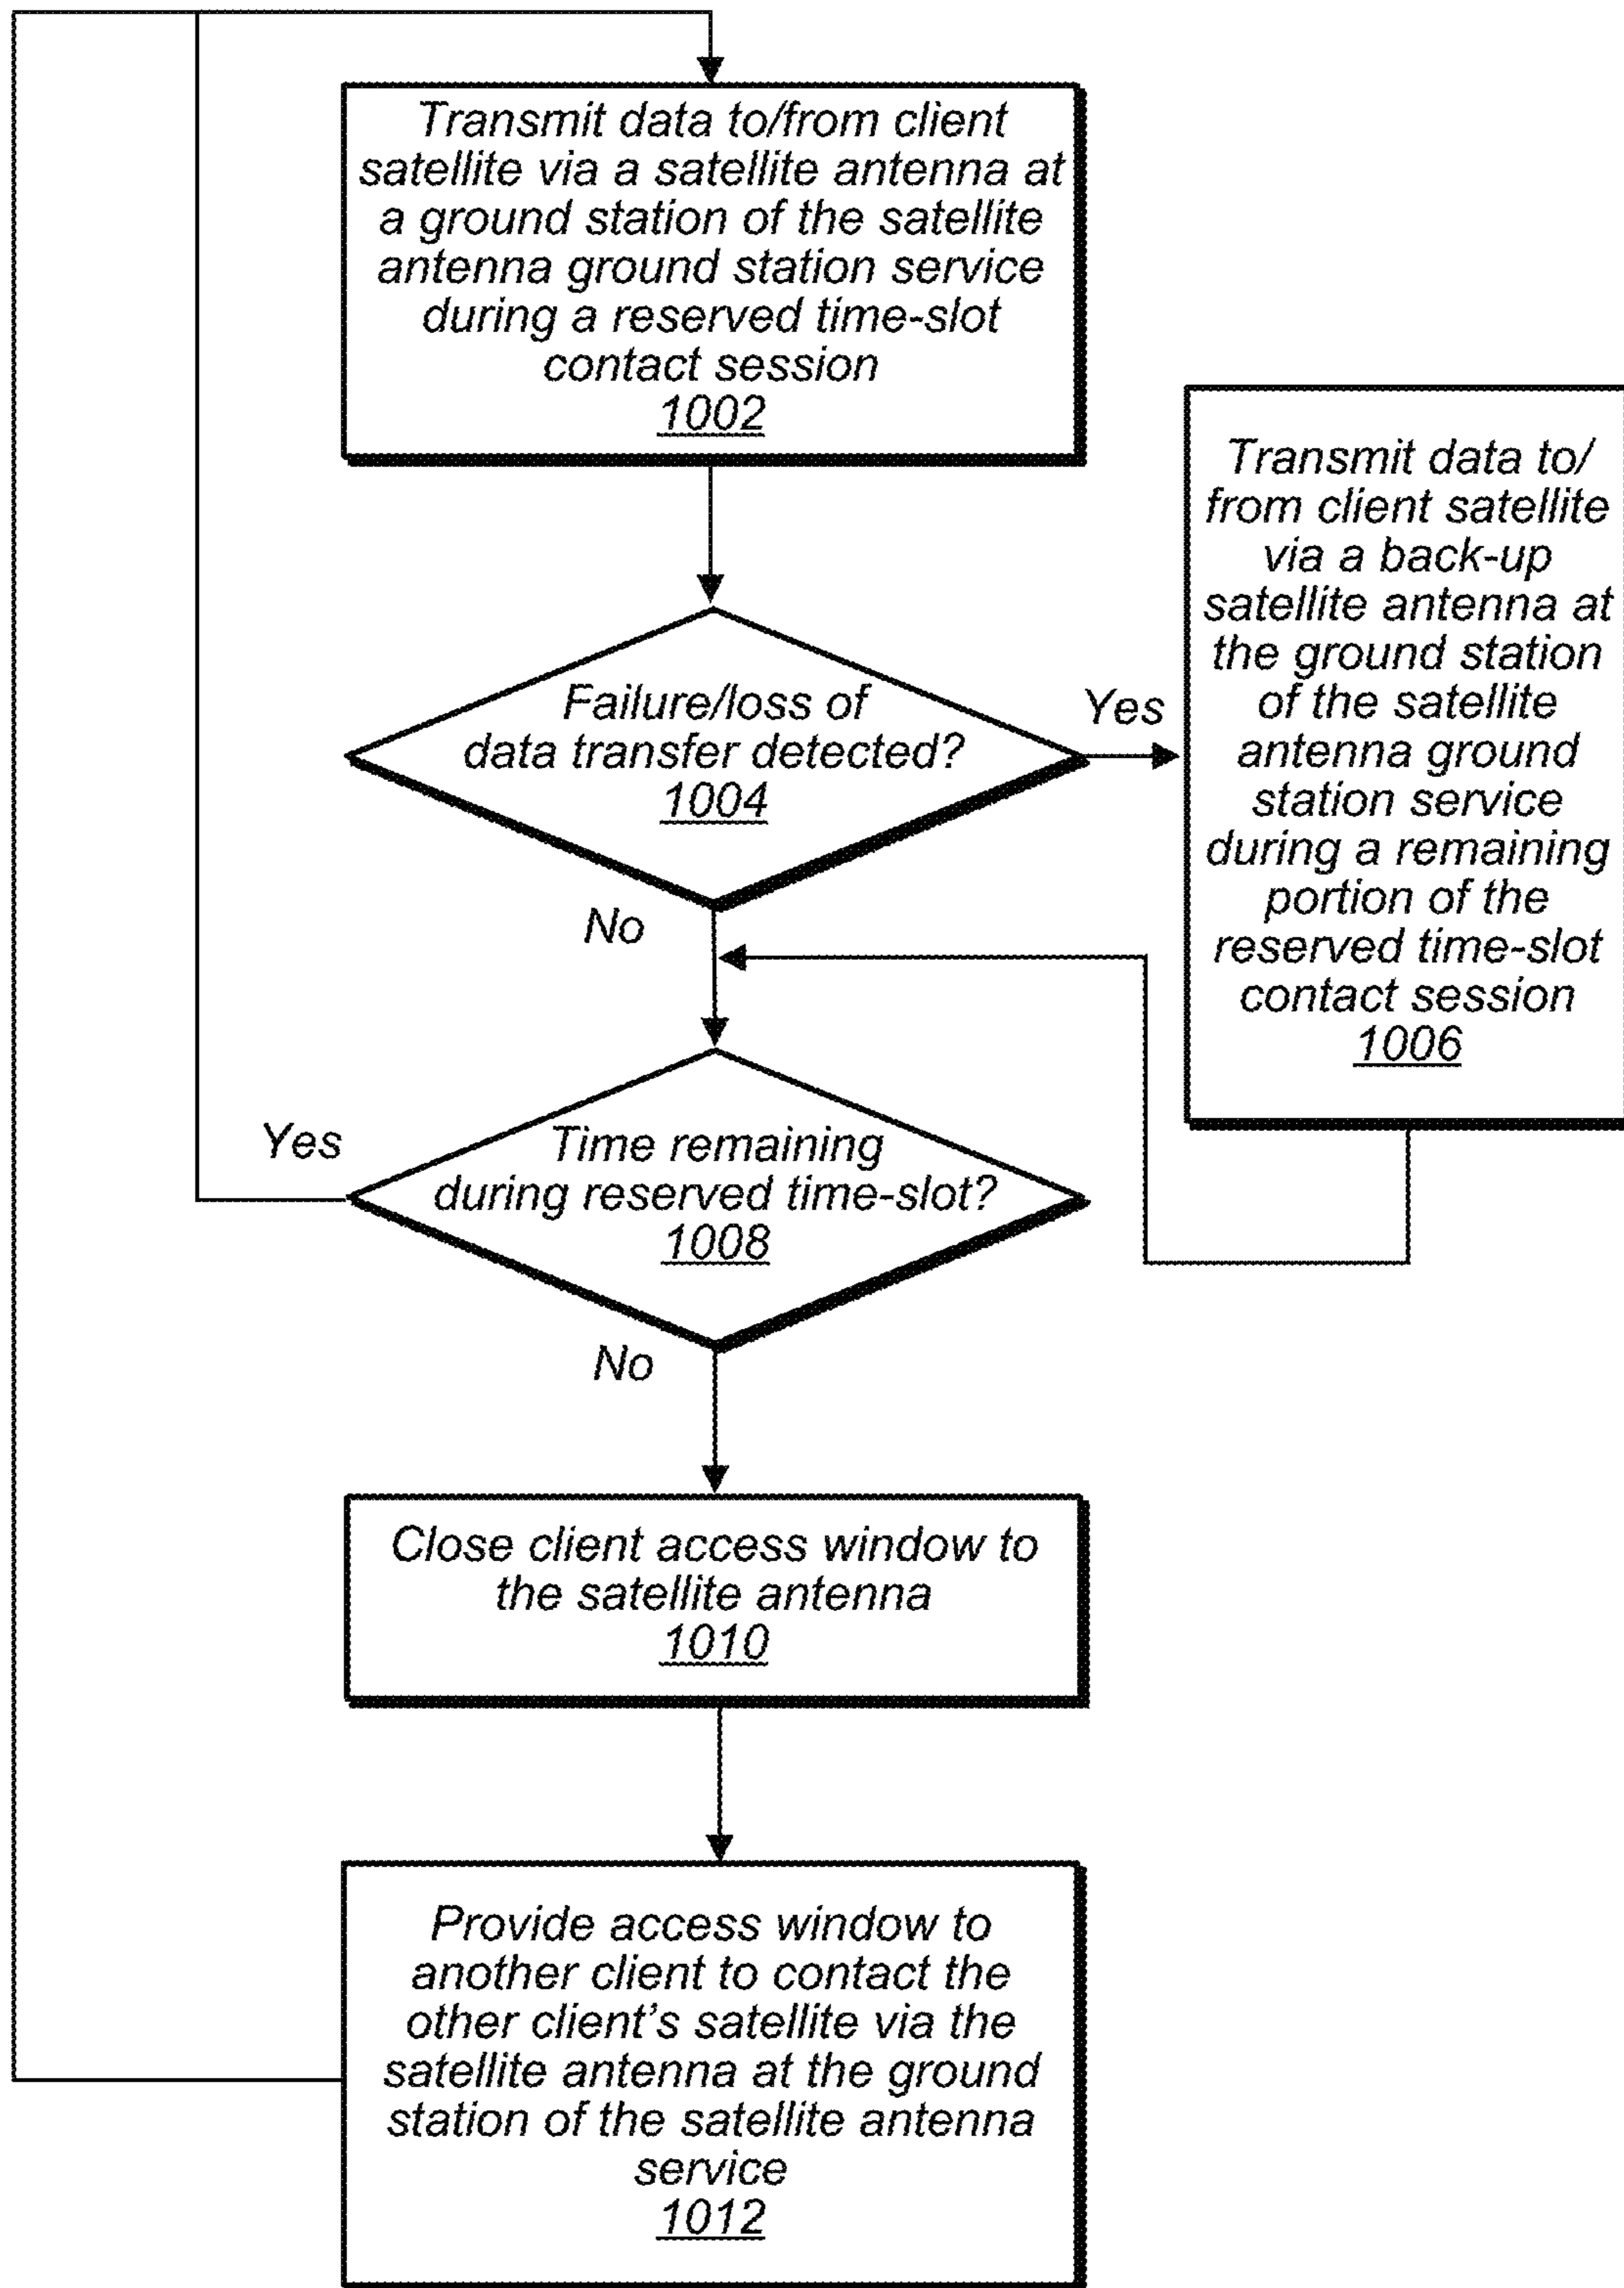 Transmit data to/from client
satellite via a satellite antenna at
a ground station of the satellite
antenna ground station service
during a reserved time-slot
contact session
1002
Transmit data to/
from client satellite
via a back-up
satellite antenna at
the ground station
of the satellite
antenna ground
station service
during a remaining
portion of the
reserved time-slot
contact session
1006
Failure/loss of
data transfer detected?
1004
Yes
No
Time remaining
during reserved time-slot?
1008
Yes
No
Close client access window to
the satellite antenna
1010
Provide access window to
another client to contact the
other client's satellite via the
satellite antenna at the ground
station of the satellite antenna
service
1012